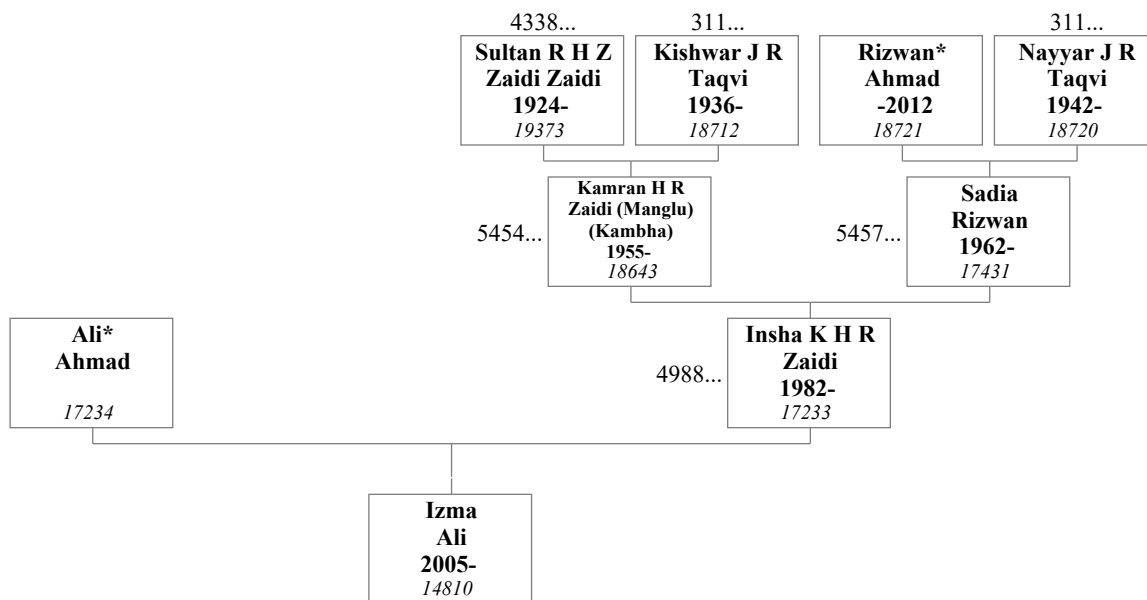 4338...
311...
311...
Sultan R H Z
Zaidi Zaidi
1924-
19373
Kishwar J R
Taqvi
1936-
18712
Rizwan*
Ahmad
-2012
18721
Nayyar J R
Taqvi
1942-
18720
5454...
Kamran H R
Zaidi (Manglu)
(Kambha)
1955-
18643
5457...
Sadia
Rizwan
1962-
17431
Ali*
Ahmad
17234
4988...
Insha K H R
Zaidi
1982-
17233
Izma
Ali
2005-
14810